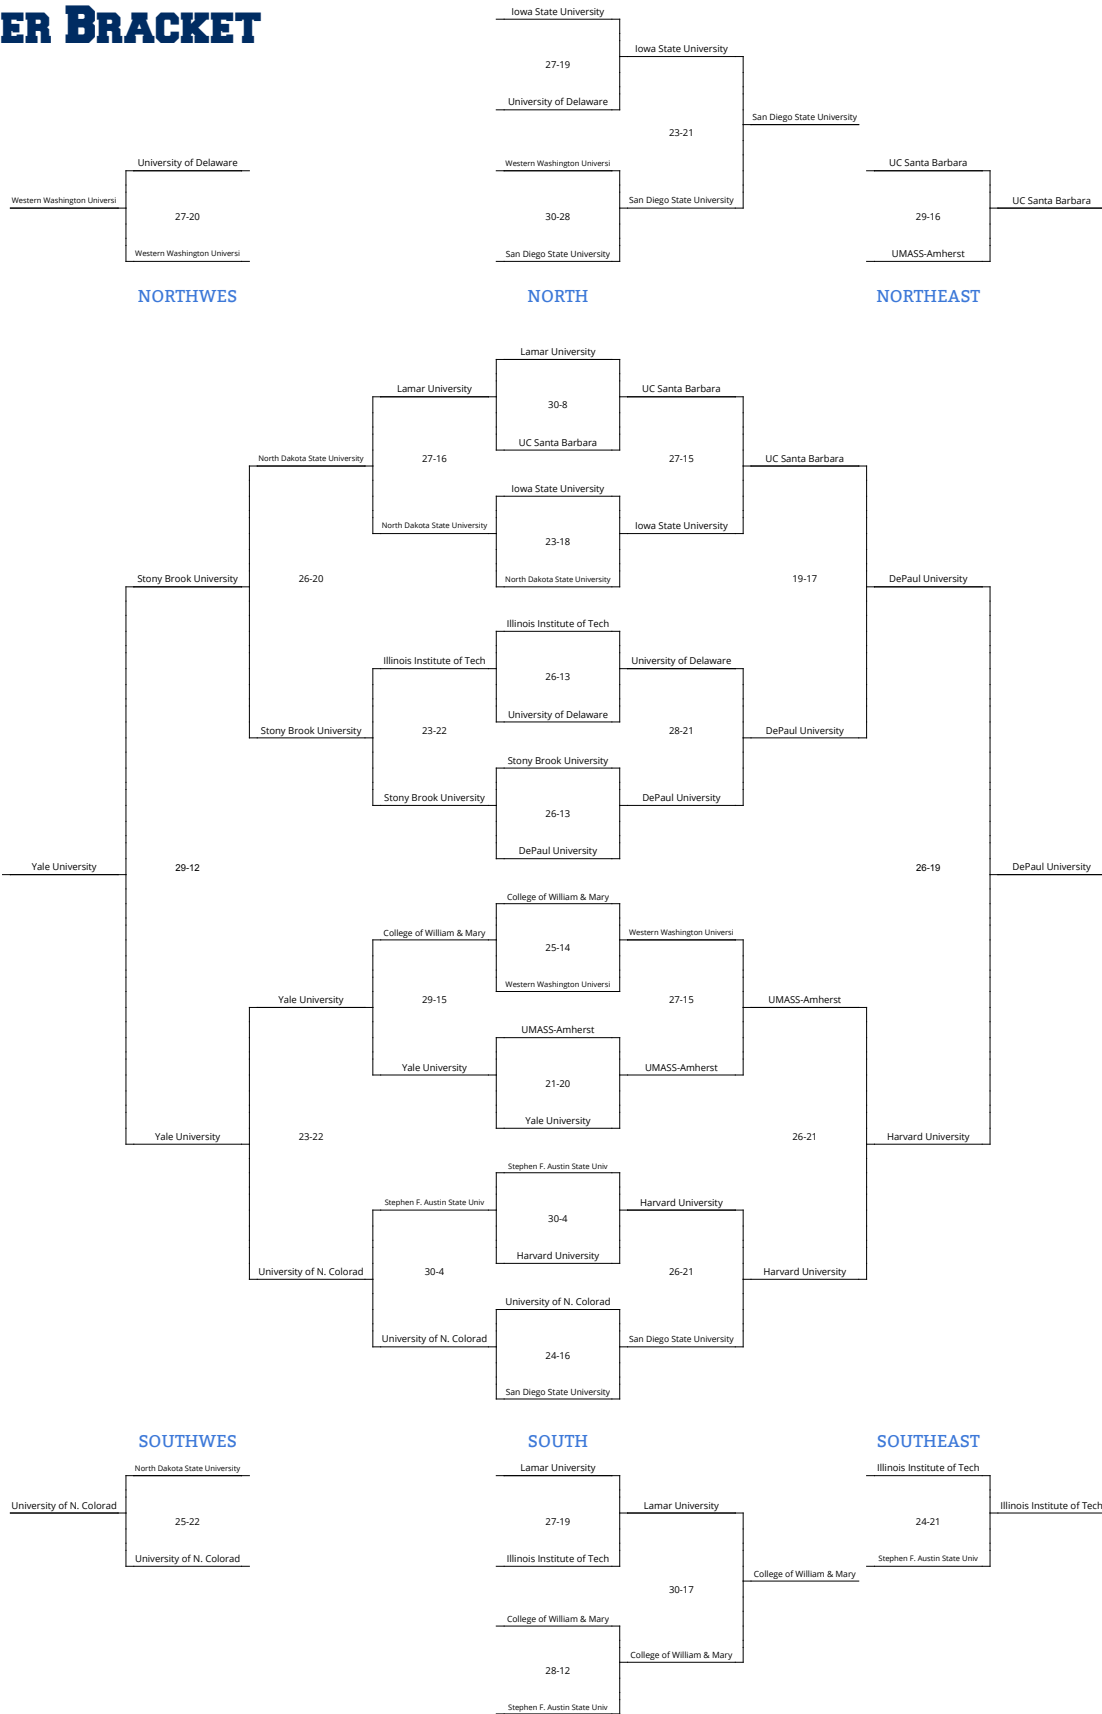 ER BRACKET
Iowa State University
Iowa State University
27-19
University of Delaware
San Diego State University
23-21
University of Delaware
Western Washington Universi
UC Santa Barbara
Western Washington Universi
San Diego State University
UC Santa Barbara
27-20
30-28
29-16
Western Washington Universi
San Diego State University
UMASS-Amherst
NORTHWES
NORTH
NORTHEAST
Lamar University
Lamar University
UC Santa Barbara
30-8
UC Santa Barbara
North Dakota State University
27-16
27-15
UC Santa Barbara
Iowa State University
North Dakota State University
Iowa State University
23-18
Stony Brook University
26-20
North Dakota State University
19-17
DePaul University
Illinois Institute of Tech
Illinois Institute of Tech
University of Delaware
26-13
University of Delaware
Stony Brook University
23-22
28-21
DePaul University
Stony Brook University
Stony Brook University
DePaul University
26-13
DePaul University
Yale University
29-12
26-19
DePaul University
College of William & Mary
College of William & Mary
Western Washington Universi
25-14
Western Washington Universi
Yale University
29-15
27-15
UMASS-Amherst
UMASS-Amherst
Yale University
UMASS-Amherst
21-20
Yale University
Yale University
23-22
26-21
Harvard University
Stephen F. Austin State Univ
Stephen F. Austin State Univ
Harvard University
30-4
Harvard University
University of N. Colorad
30-4
26-21
Harvard University
University of N. Colorad
University of N. Colorad
San Diego State University
24-16
San Diego State University
SOUTHWES
SOUTH
SOUTHEAST
North Dakota State University
Lamar University
Illinois Institute of Tech
University of N. Colorad
Lamar University
Illinois Institute of Tech
25-22
27-19
24-21
University of N. Colorad
Illinois Institute of Tech
Stephen F. Austin State Univ
College of William & Mary
30-17
College of William & Mary
College of William & Mary
28-12
Stephen F. Austin State Univ